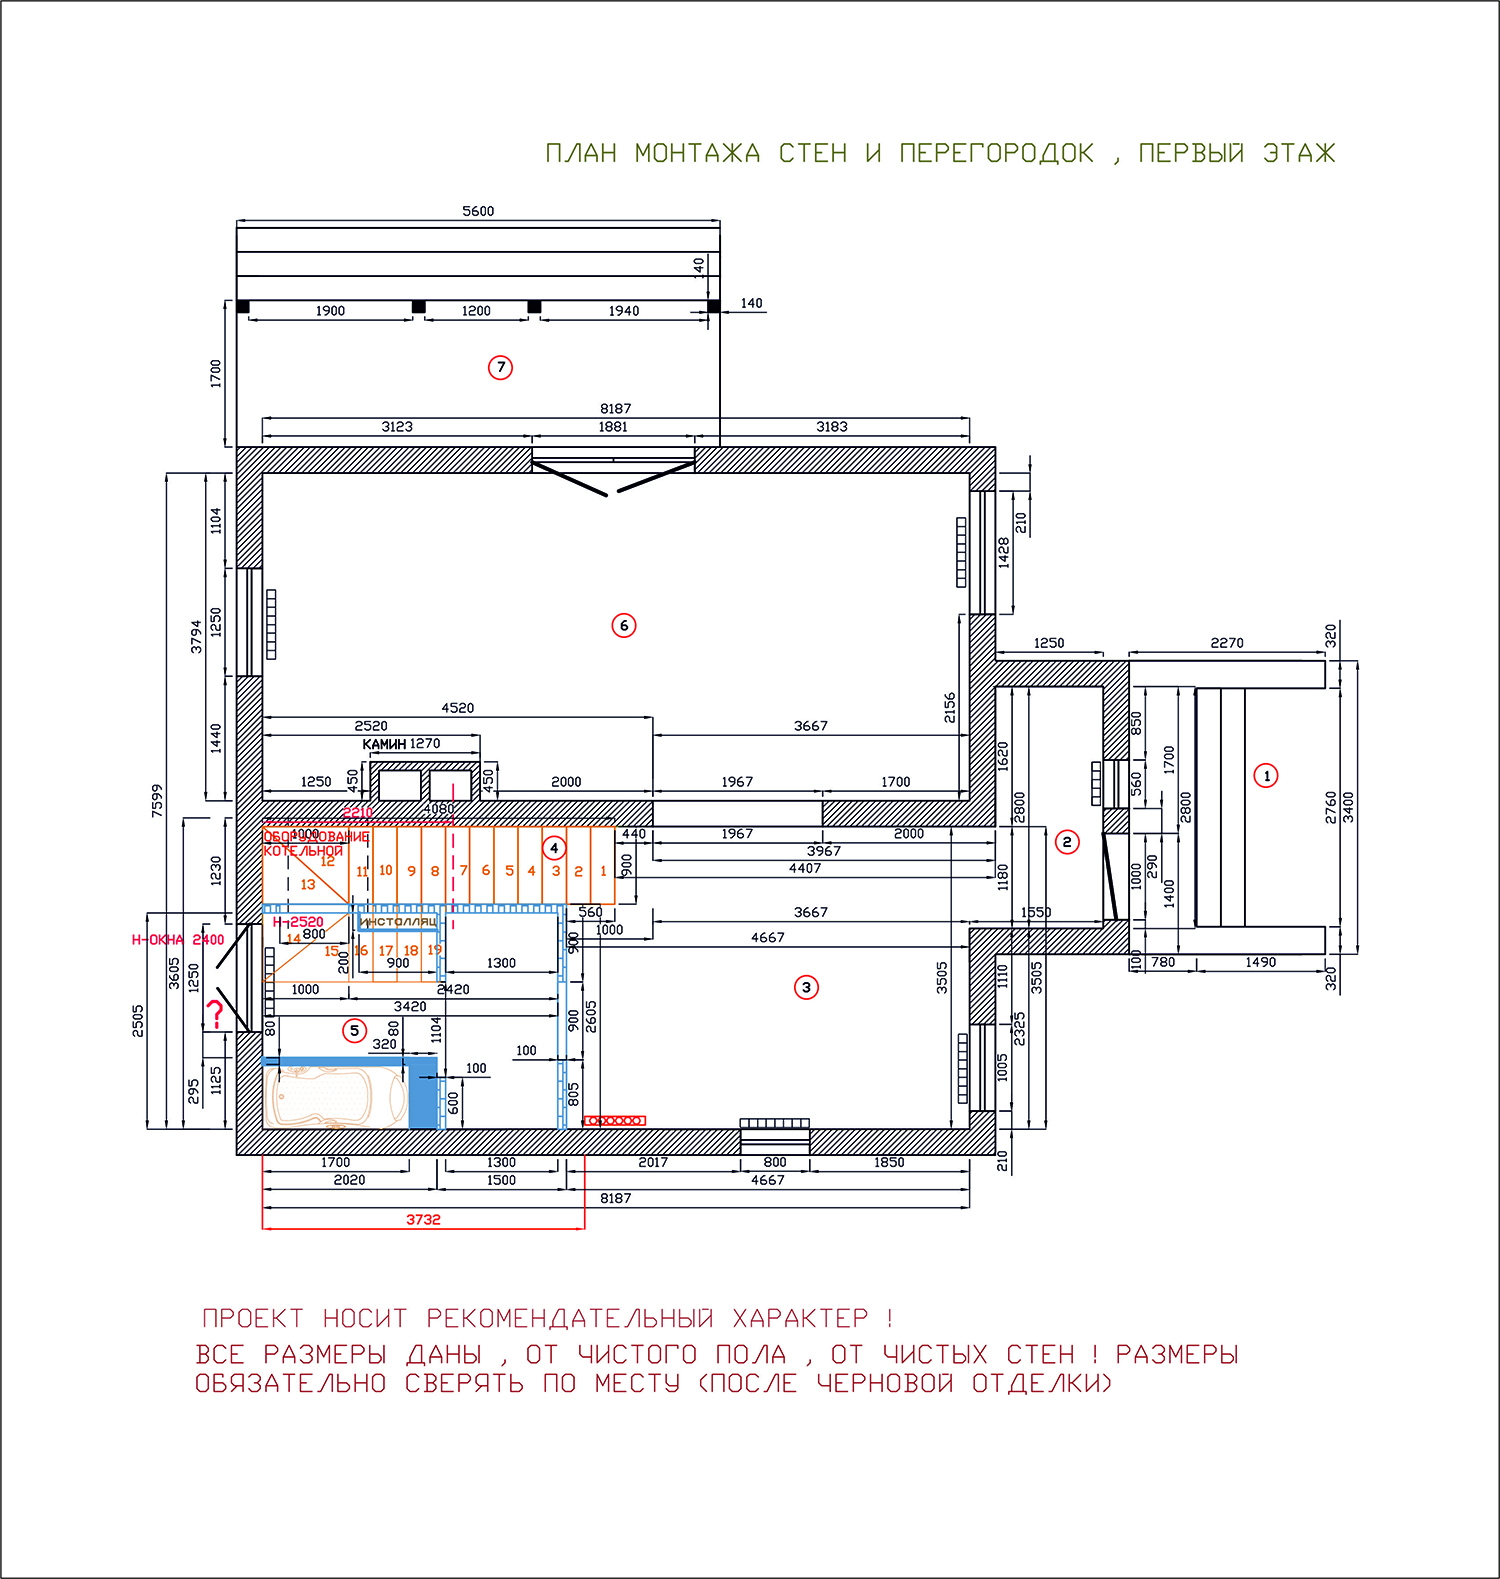 ПЛАН МОНТАЖА СТЕН И ПЕРЕГОРОДОК , ПЕРВЫЙ ЭТАЖ
5600
140
140
1900 1200 1940
1700
7
8187
3123 1881 3183
1104
210
1428
1250
3794
6
320
1250 2270
2156
4520
2520 3667
КАМИН 1270
1440
850
1700
1620
1
450 450
1250 2000 1967 1700
560
7599
2800 2800 2760 3400
2210 4080
1000 440 1967 2000
ОБОРУДОВАНИЕ
КОТЕЛЬНОЙ
4 2
3967
900
4407
12 11 10 9 8 7 6 5 4 3 2 1
13
1230
1180
1000 290 1400
Н-2520
ИНСТОЛЛЯЦ
560 3667 1550
1000
800
4667
Н-ОКНА 2400
14 15 16 17 18 19
200 900
900 1300
100 780 1490 320
1250
3605
1000 2420
3420
3505 3505
110
3
2505
?
5
80 80 1104
900 2605
2325
320
100
100
1005
295 1125
600 805
210
1700 1300 2017 800 1850
2020 1500 4667
8187
3732
ПРОЕКТ НОСИТ РЕКОМЕНДАТЕЛЬНЫЙ ХАРАКТЕР !
ВСЕ РАЗМЕРЫ ДАНЫ , ОТ ЧИСТОГО ПОЛА , ОТ ЧИСТЫХ СТЕН ! РАЗМЕРЫ
ОБЯЗАТЕЛЬНО СВЕРЯТЬ ПО МЕСТУ (ПОСЛЕ ЧЕРНОВОЙ ОТДЕЛКИ)